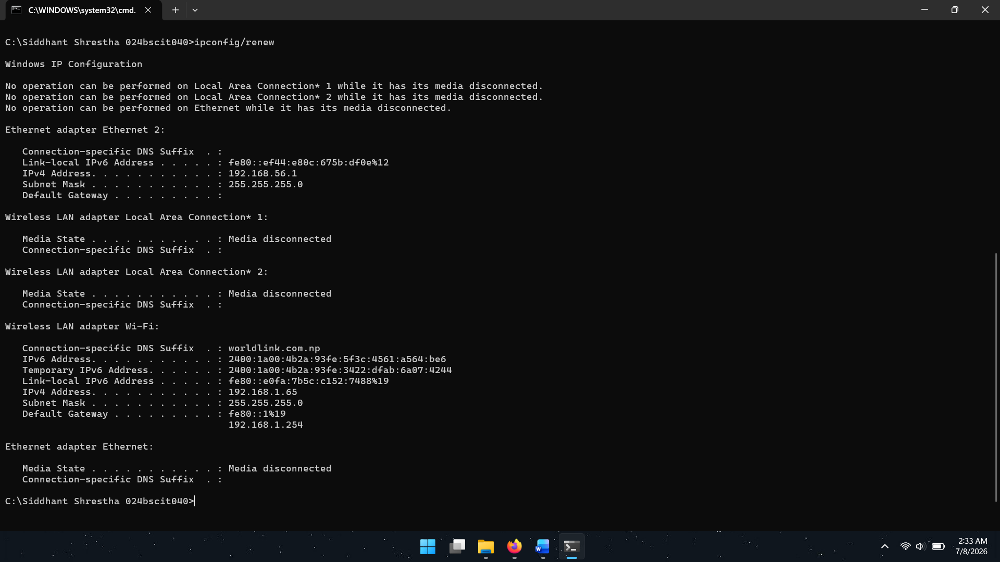 C:\WINDOWS\system32\cmd.
C:\Siddhant Shrestha 024bscit040>ipconfig/renew
Windows IP Configuration
No operation can be performed on Local Area Connection* 1 while it has its media disconnected.
No operation can be performed on Local Area Connection* 2 while it has its media disconnected.
No operation can be performed on Ethernet while it has its media disconnected.
Ethernet adapter Ethernet 2:
Connection-specific DNS Suffix  . :
Link-local IPv6 Address . . . . . : fe80::ef44:e80c:675b:df0e%12
IPv4 Address. . . . . . . . . . . : 192.168.56.1
Subnet Mask . . . . . . . . . . . : 255.255.255.0
Default Gateway . . . . . . . . . :
Wireless LAN adapter Local Area Connection* 1:
Media State . . . . . . . . . . . : Media disconnected
Connection-specific DNS Suffix  . :
Wireless LAN adapter Local Area Connection* 2:
Media State . . . . . . . . . . . : Media disconnected
Connection-specific DNS Suffix  . :
Wireless LAN adapter Wi-Fi:
Connection-specific DNS Suffix  . : worldlink.com.np
IPv6 Address. . . . . . . . . . . : 2400:1a00:4b2a:93fe:5f3c:4561:a564:be6
Temporary IPv6 Address. . . . . . : 2400:1a00:4b2a:93fe:3422:dfab:6a07:4244
Link-local IPv6 Address . . . . . : fe80::e0fa:7b5c:c152:7488%19
IPv4 Address. . . . . . . . . . . : 192.168.1.65
Subnet Mask . . . . . . . . . . . : 255.255.255.0
Default Gateway . . . . . . . . . : fe80::1%19
192.168.1.254
Ethernet adapter Ethernet:
Media State . . . . . . . . . . . : Media disconnected
Connection-specific DNS Suffix  . :
C:\Siddhant Shrestha 024bscit040>
2:33 AM
7/8/2026